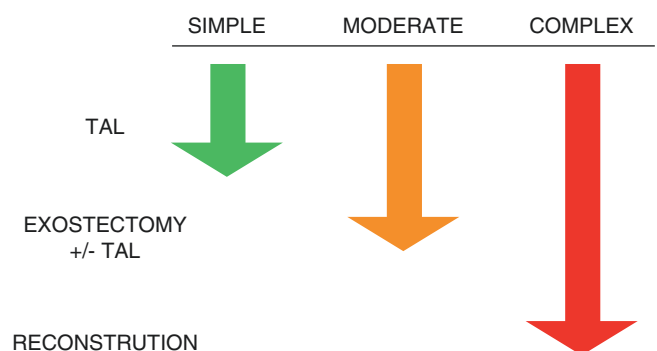 SIMPLE MODERATE COMPLEX
TAL
EXOSTECTOMY
+/- TAL
RECONSTRUTION